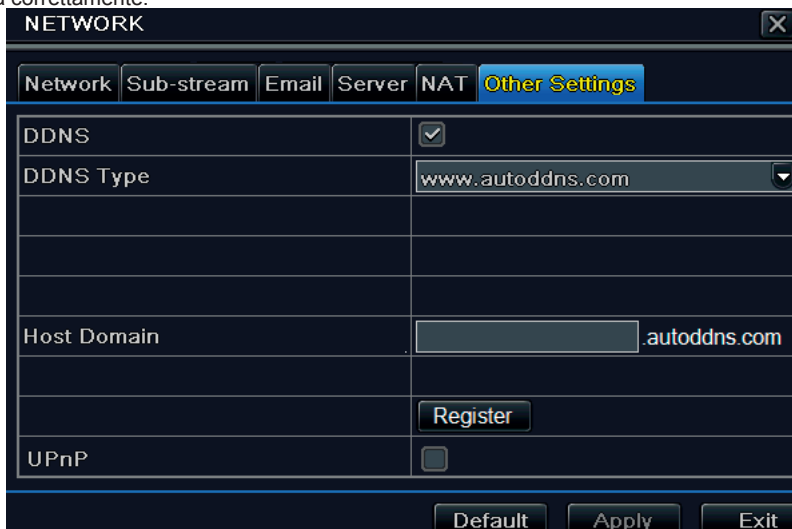 correttamente.
NETWORK
Network Sub-stream Email Server NAT Other Settings
DDNS
DDNS Type www.autoddns.com
Host Domain .autoddns.com
Register
UPnP
Default Apply Exit